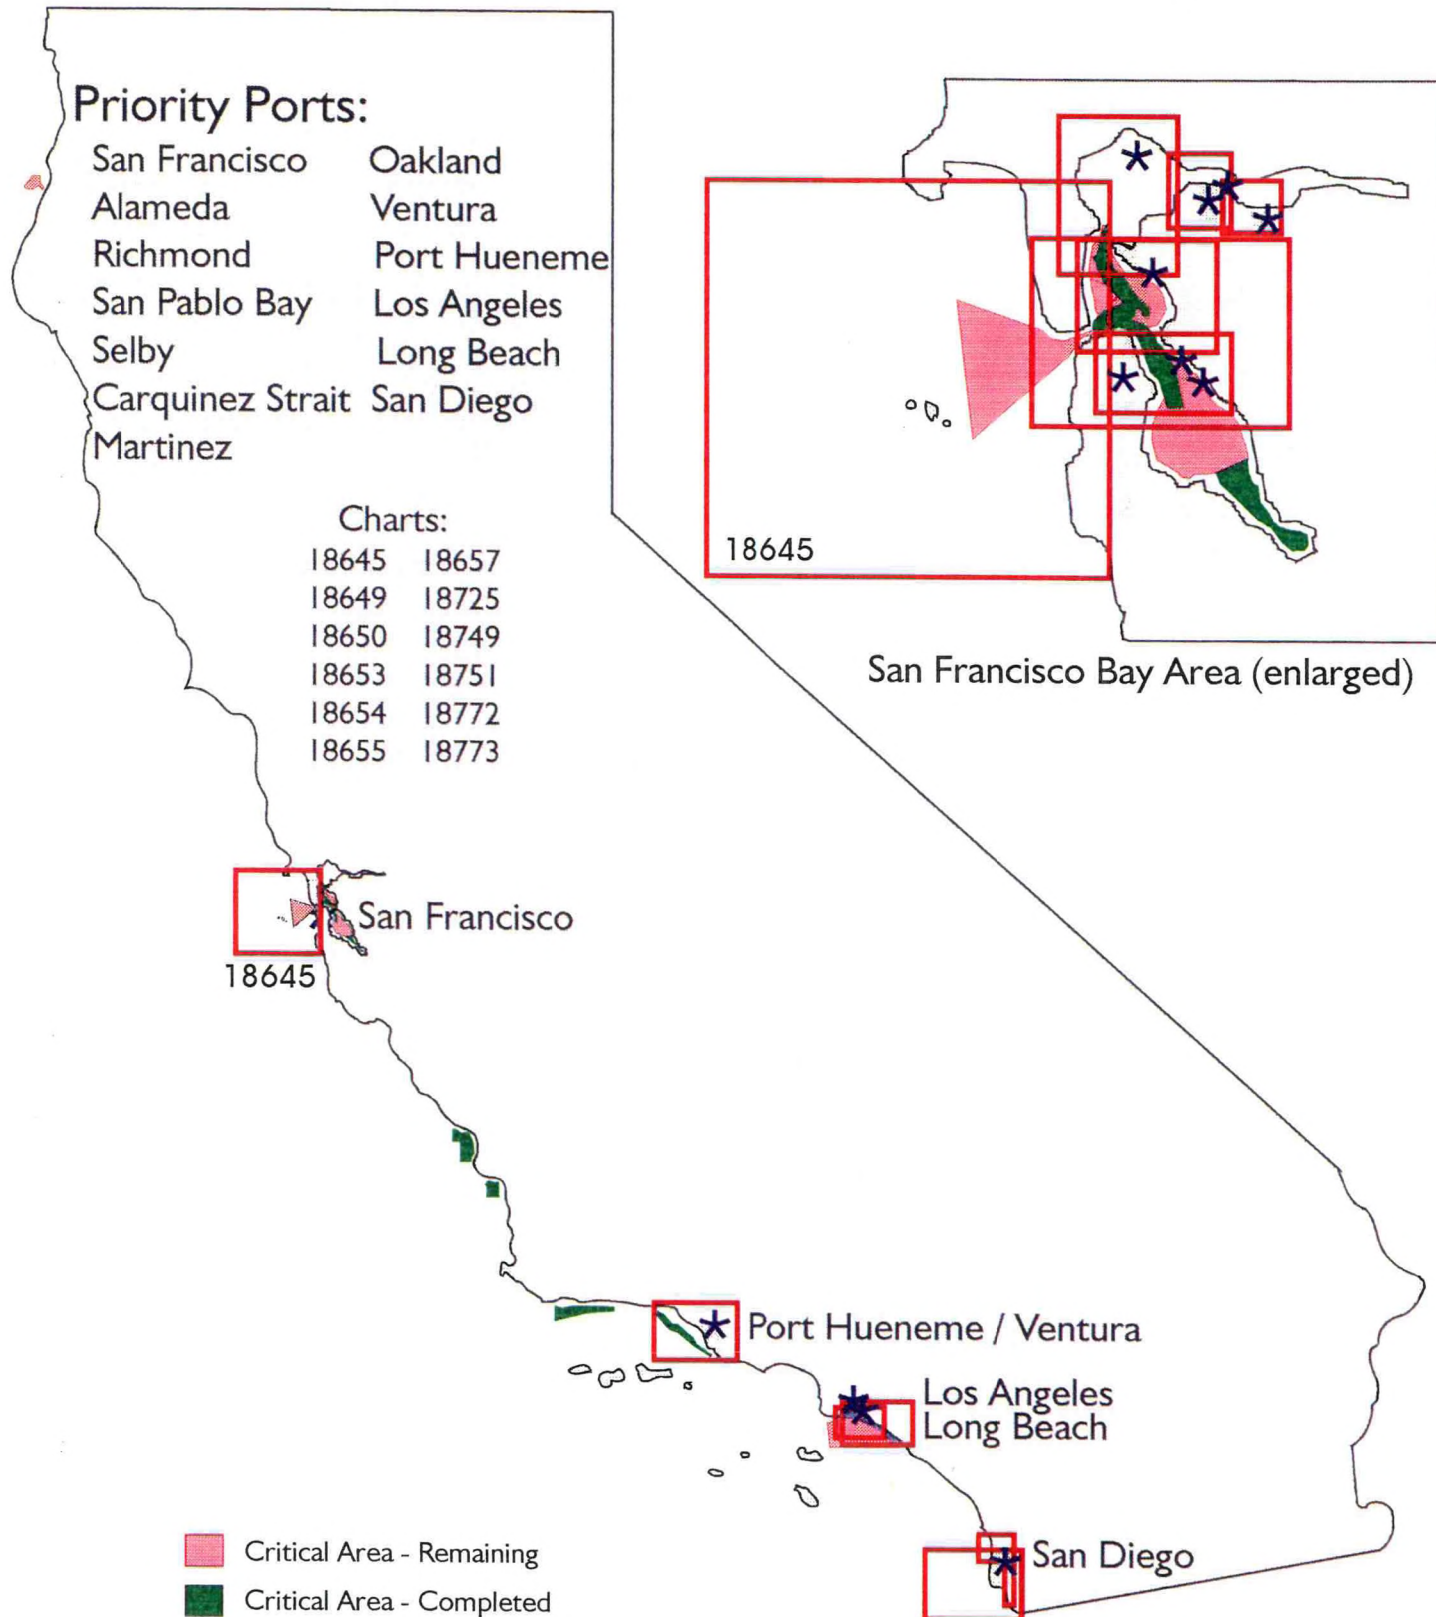 Priority Ports:
San Francisco Oakland
Alameda Ventura
Richmond Port Hueneme
San Pablo Bay Los Angeles
Selby Long Beach
Carquinez Strait San Diego
Martinez
Charts:
18645 18657
18649 18725
18650 18749
18653 18751
18654 18772
18655 18773
18645
San Francisco Bay Area (enlarged)
San Francisco
18645
Port Hueneme / Ventura
Los Angeles
Long Beach
San Diego
Critical Area - Remaining
Critical Area - Completed